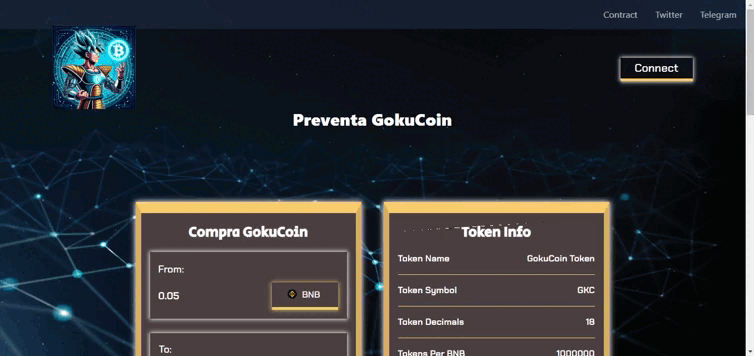 Contract Twitter Telegram
Connect
Preventa GokuCoin
Compra GokuCoin
From:
0.05 BNB
To:
Token Info
Token Name GokuCoin Token
Token Symbol GKC
Token Decimals 18
Tokens Per BNB 1000000